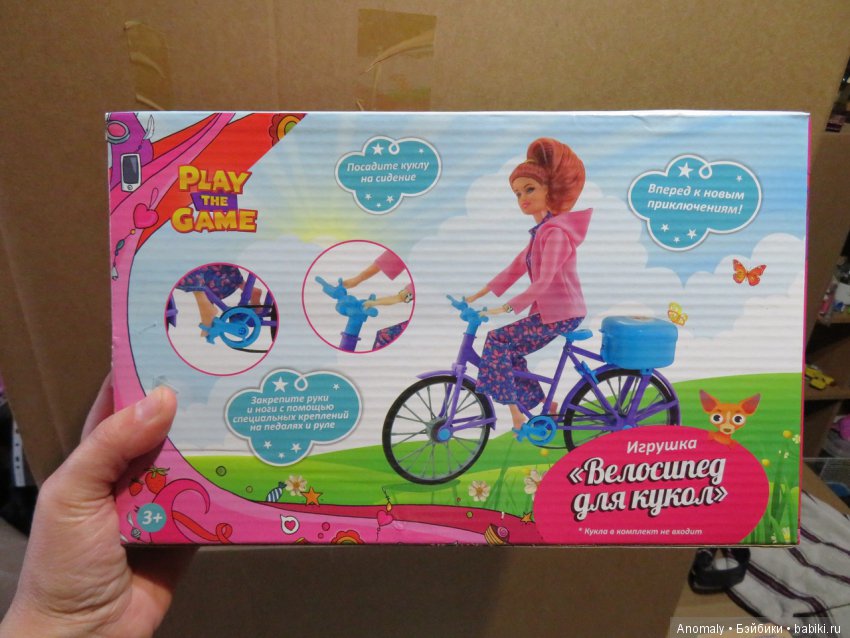 PLAY
THE
GAME
Посадите куклу
на сидение
Вперед к новым
приключениям!
Закрепите руки
и ноги с помощью
специальных креплений
на педалях и руле
Игрушка
«Велосипед
для кукол»
* Кукла в комплект не входит
3+
Anomaly • Бэйбики • babiki.ru